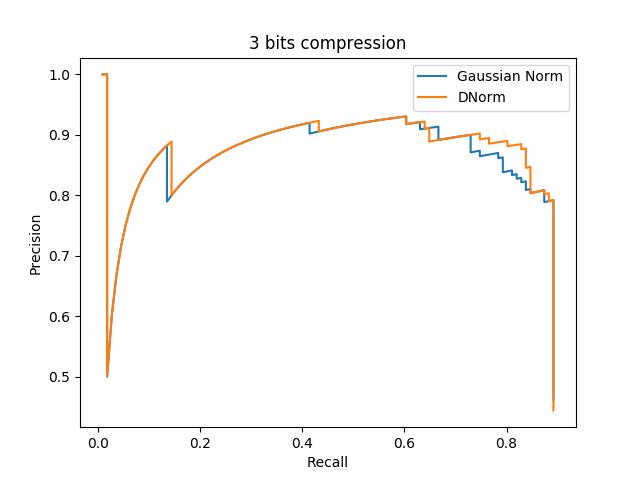 3 bits compression
Gaussian Norm
DNorm
1.0
0.9
0.8
0.7
0.6
0.5
Precision
0.0 0.2 0.4 0.6 0.8
Recall